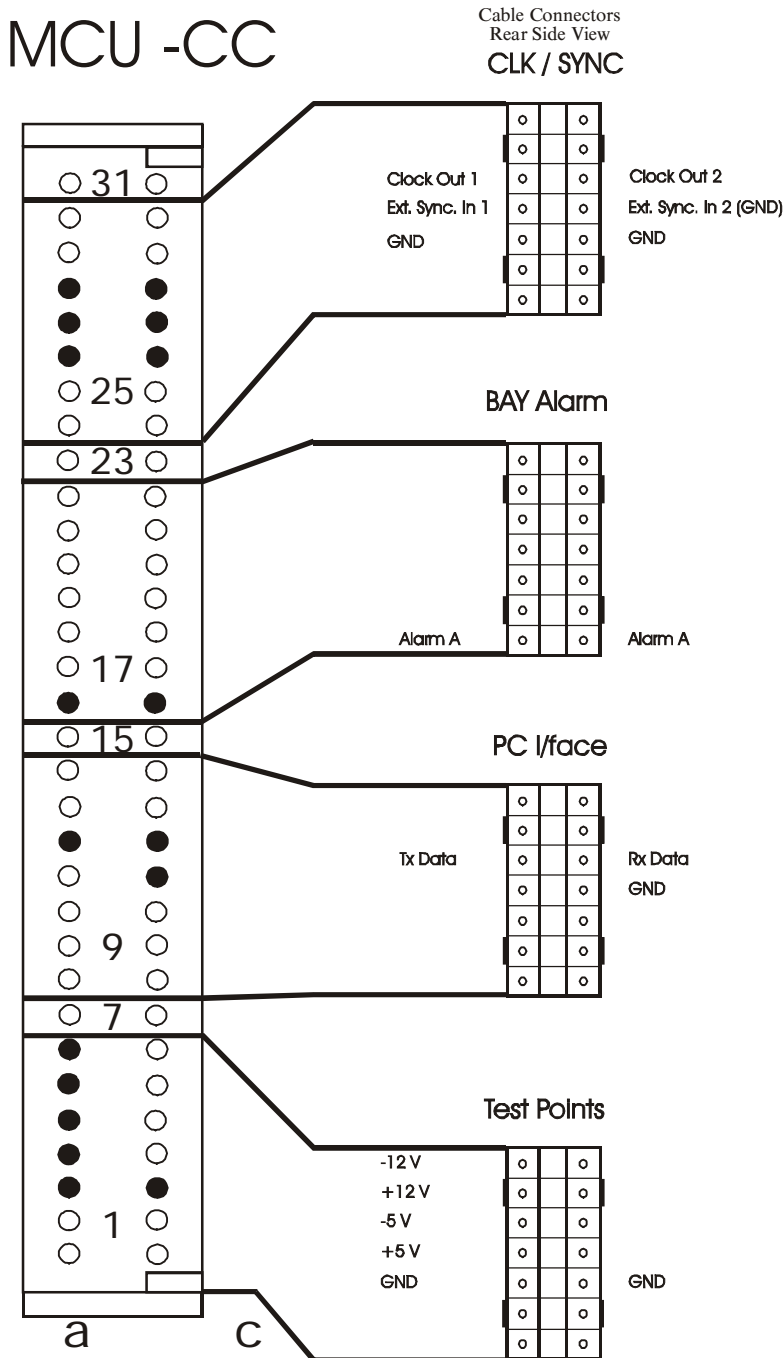 MCU -CC
Cable Connectors
Rear Side View
CLK / SYNC
31
Clock Out 1
Clock Out 2
Ext. Sync. In 1
Ext. Sync. In 2 (GND)
GND
GND
25
BAY Alarm
23
Alarm A
Alarm A
17
15
PC I/face
Tx Data
Rx Data
GND
9
7
Test Points
-12 V
+12 V
-5 V
+5 V
GND
GND
1
a
c